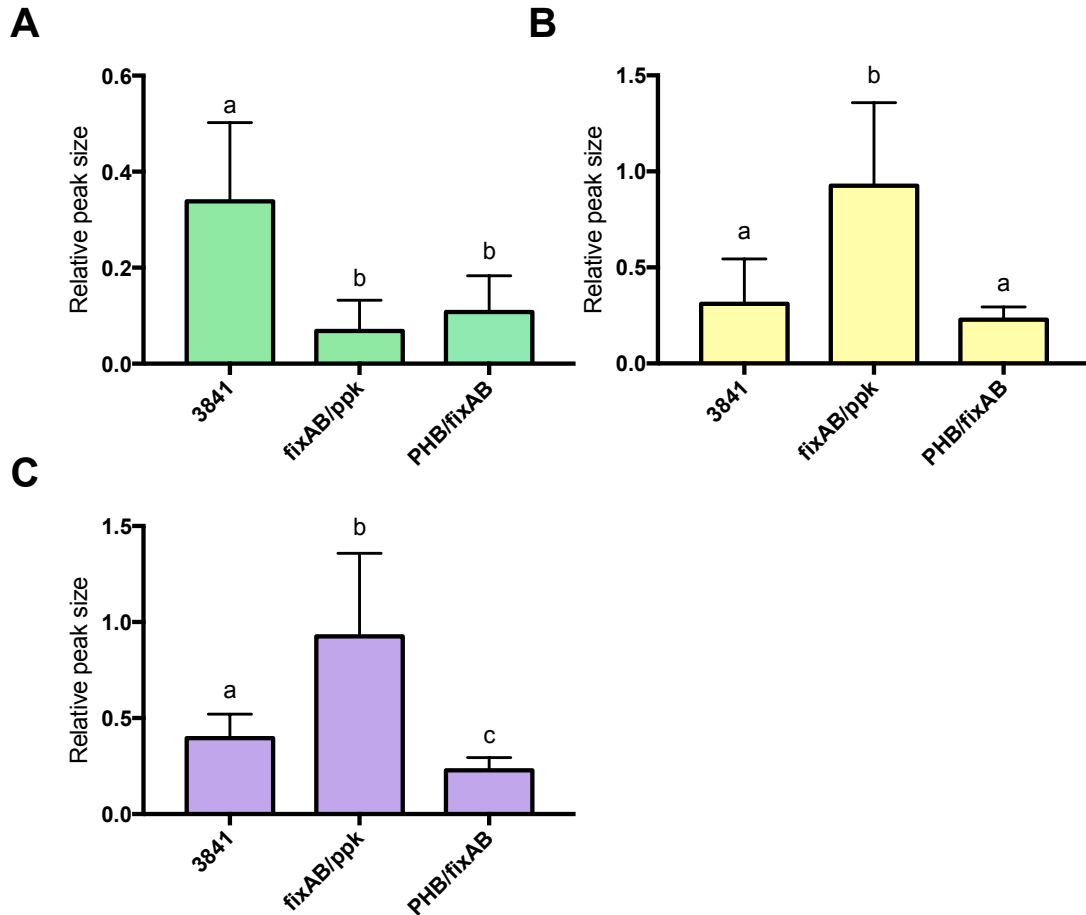 A
Relative peak size
0.6
0.4
0.2
0.0
a
b
b
3841
fixAB/ppk
PHB/fixAB
B
Relative peak size
1.5
1.0
0.5
0.0
a
b
a
3841
fixAB/ppk
PHB/fixAB
C
Relative peak size
1.5
1.0
0.5
0.0
a
b
c
3841
fixAB/ppk
PHB/fixAB